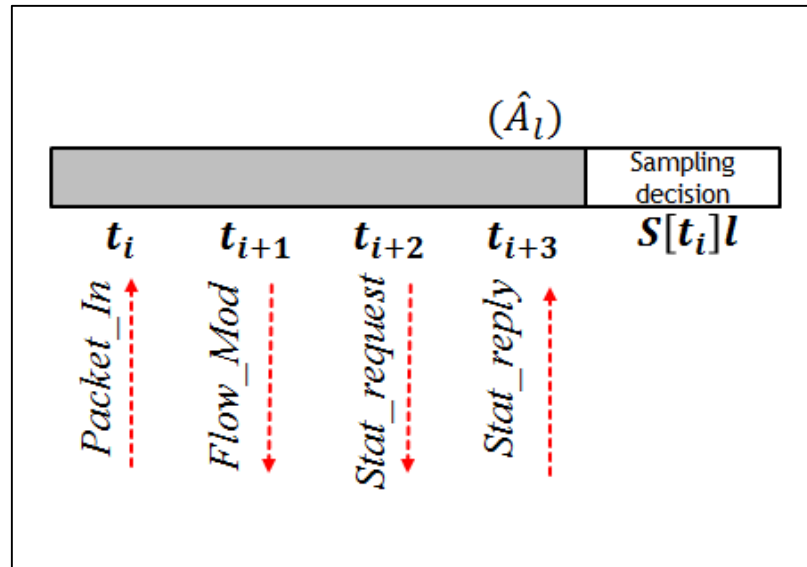 (Â_l)
Sampling
decision
t_i t_{i+1} t_{i+2} t_{i+3} S[t_i]l
Packet_In
Flow_Mod
Stat_request
Stat_reply